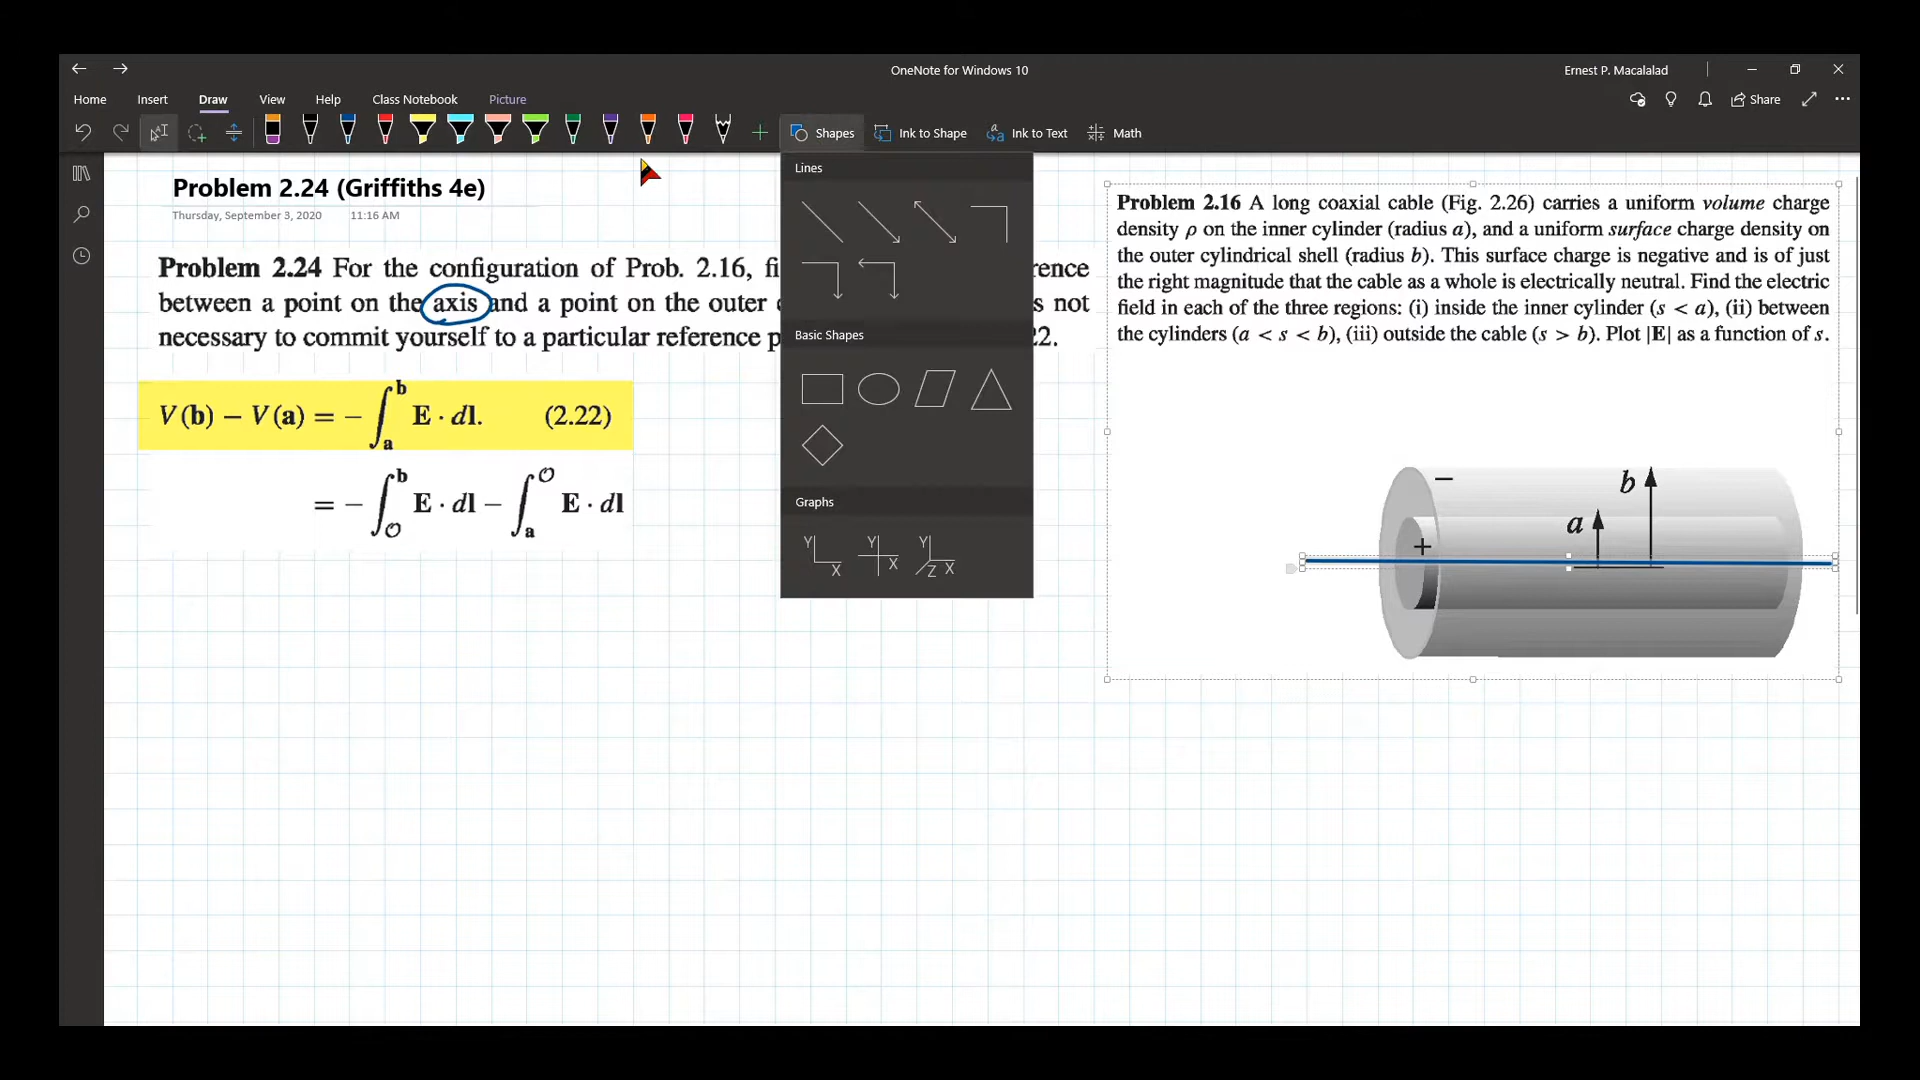 OneNote for Windows 10
Ernest P. Macalalad
Home Insert Draw View Help Class Notebook Picture
Share
Shapes Ink to Shape Ink to Text Math
Lines
Basic Shapes
Graphs
Y X Y X Y Z X
Problem 2.24 (Griffiths 4e)
Thursday, September 3, 2020 11:16 AM
Problem 2.24 For the configuration of Prob. 2.16, fi
between a point on the axis and a point on the outer
s not
necessary to commit yourself to a particular reference p
V(b) − V(a) = − ∫ₐᵇ E · dl. (2.22)
= − ∫_𝒪^b E · dl − ∫_a^𝒪 E · dl
Problem 2.16 A long coaxial cable (Fig. 2.26) carries a uniform volume charge
density ρ on the inner cylinder (radius a), and a uniform surface charge density on
the outer cylindrical shell (radius b). This surface charge is negative and is of just
the right magnitude that the cable as a whole is electrically neutral. Find the electric
field in each of the three regions: (i) inside the inner cylinder (s < a), (ii) between
the cylinders (a < s < b), (iii) outside the cable (s > b). Plot |E| as a function of s.
− b
a
+